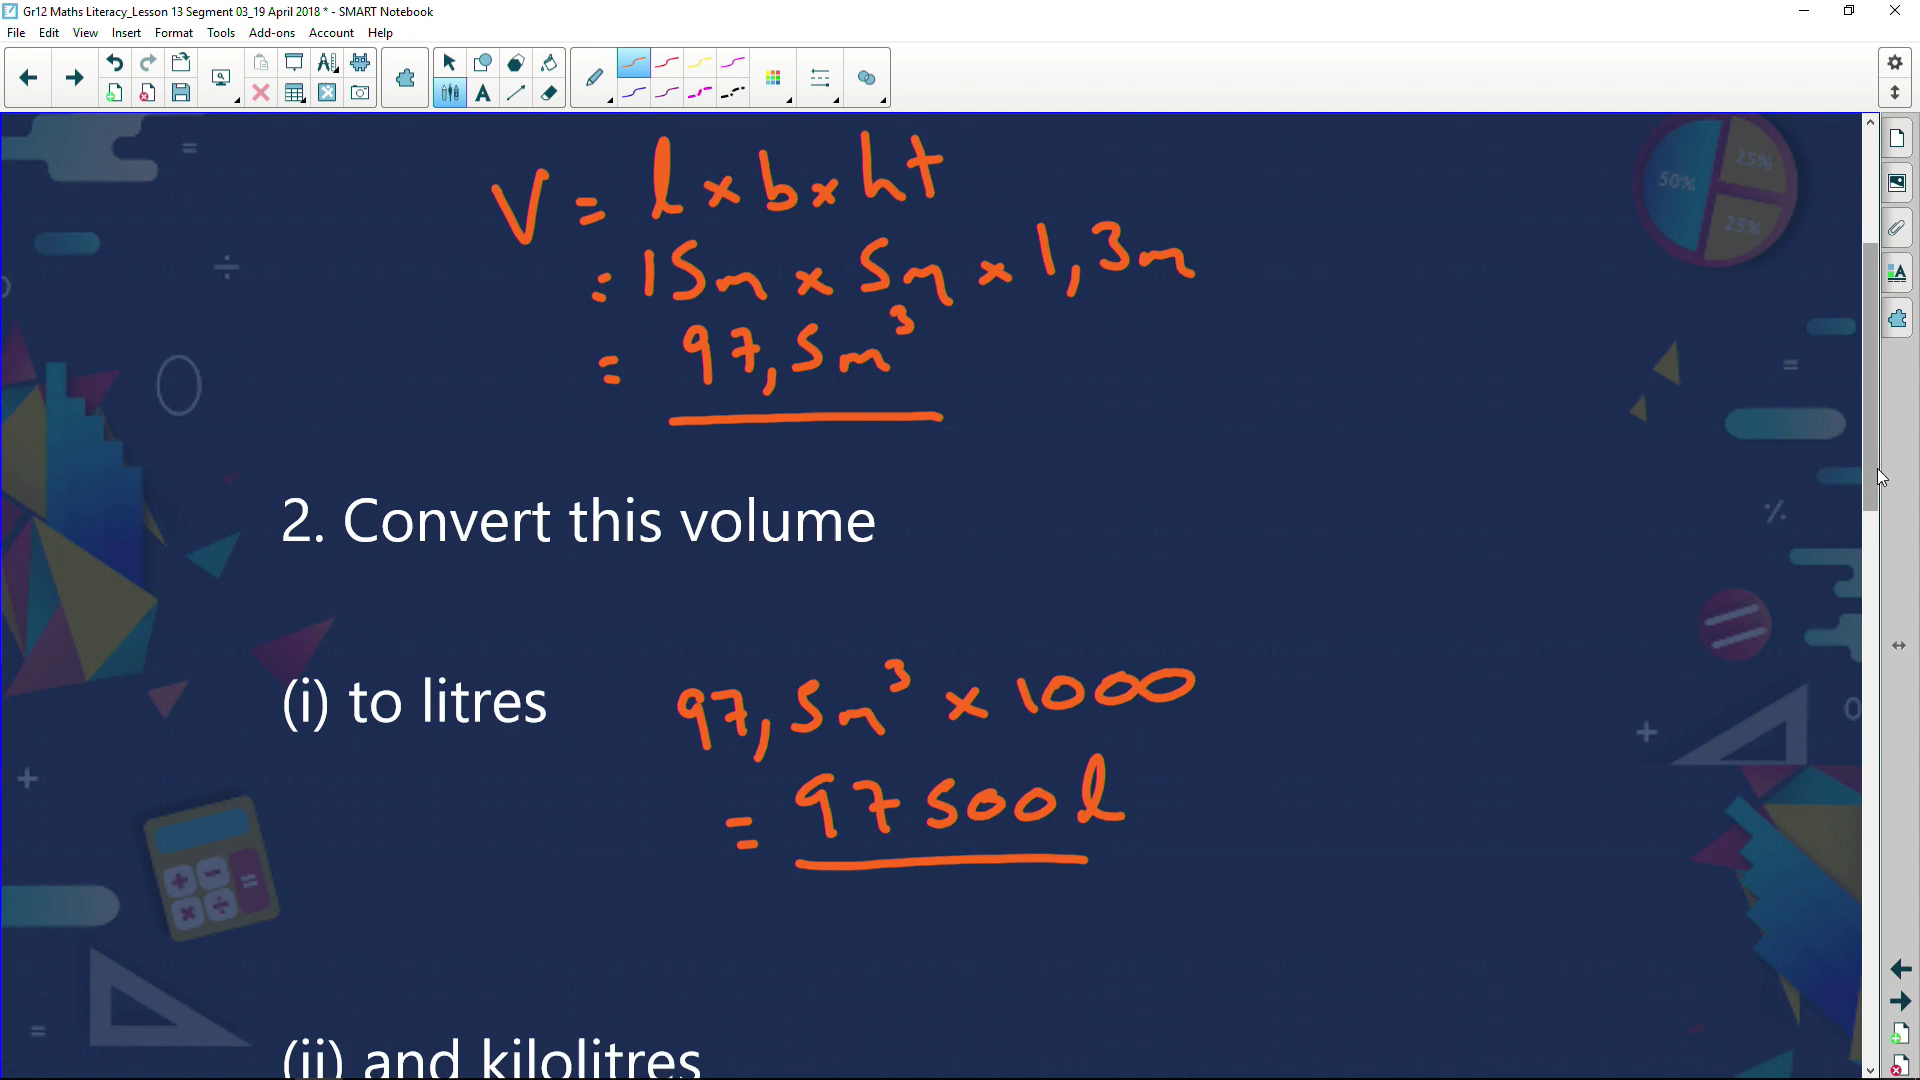 Gr12 Maths Literacy_Lesson 13 Segment 03_19 April 2018 * - SMART Notebook
File Edit View Insert Format Tools Add-ons Account Help
V = l x b x ht
= 15m x 5m x 1,3m
= 97,5m³
50% 25%
25%
2. Convert this volume
(i) to litres 97,5m³ x 1000
= 97 500 l
(ii) and kilolitres